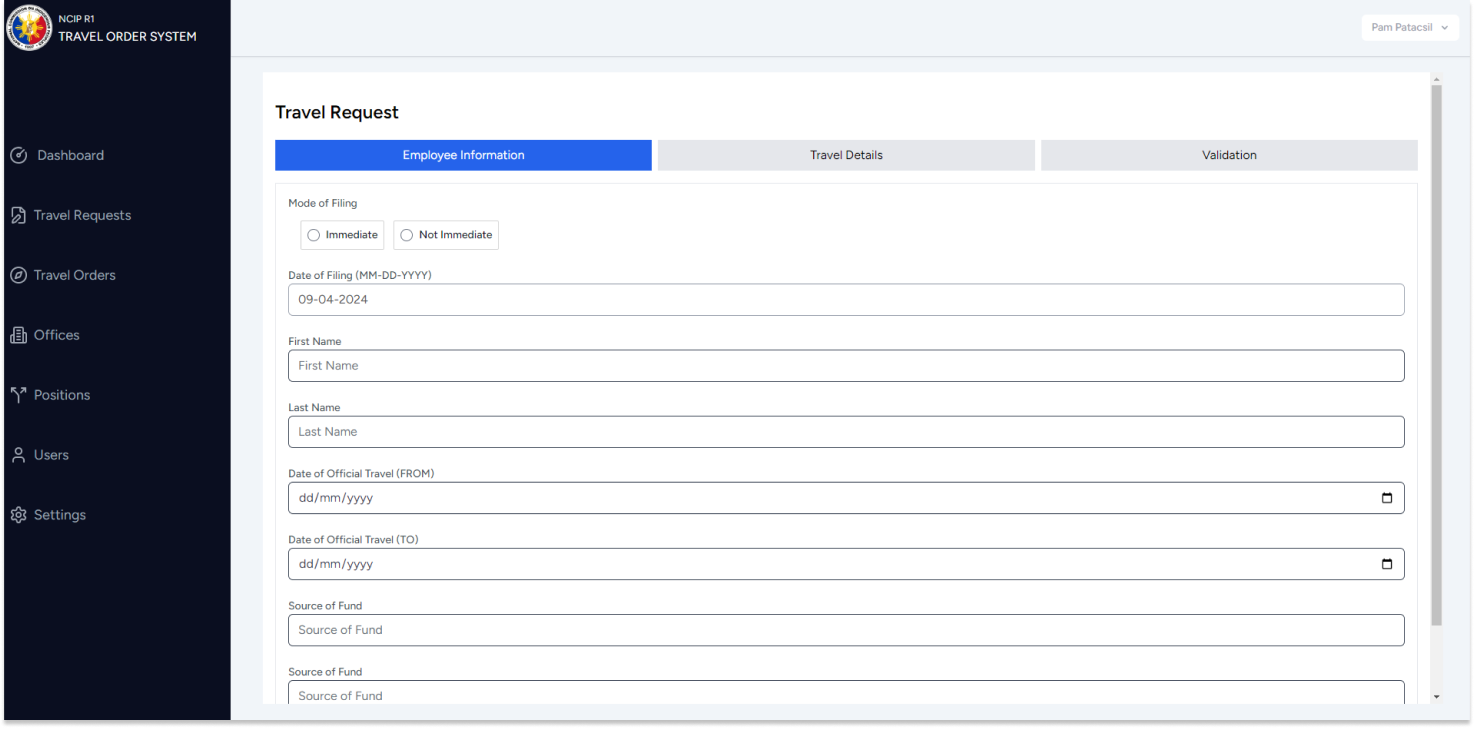 NCIP R1
TRAVEL ORDER SYSTEM
Pam Patacsil
Dashboard
Travel Requests
Travel Orders
Offices
Positions
Users
Settings
Travel Request
Employee Information
Travel Details
Validation
Mode of Filing
Immediate
Not Immediate
Date of Filing (MM-DD-YYYY)
09-04-2024
First Name
First Name
Last Name
Last Name
Date of Official Travel (FROM)
dd/mm/yyyy
Date of Official Travel (TO)
dd/mm/yyyy
Source of Fund
Source of Fund
Source of Fund
Source of Fund